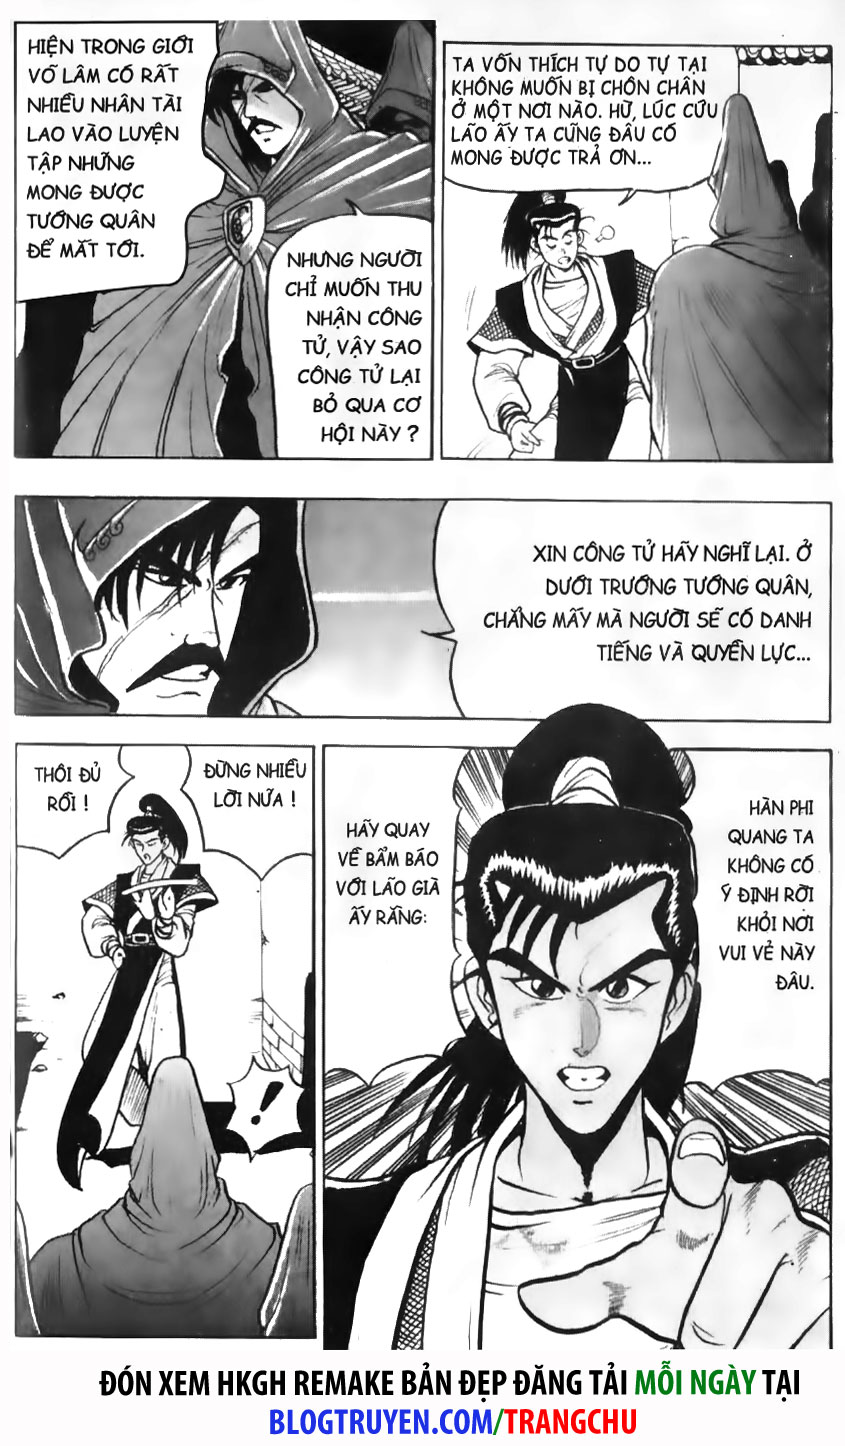 HIỆN TRONG GIỚI
VÕ LÂM CÓ RẤT
NHIỀU NHÂN TÀI
LAO VÀO LUYỆN
TẬP NHỮNG
MONG ĐƯỢC
TƯỚNG QUÂN
ĐỂ MẮT TỚI.
NHƯNG NGƯỜI
CHỈ MUỐN THU
NHẬN CÔNG
TỬ, VẬY SAO
CÔNG TỬ LẠI
BỎ QUA CƠ
HỘI NÀY ?
TA VỐN THÍCH TỰ DO TỰ TẠI
KHÔNG MUỐN BỊ CHÔN CHÂN
Ở MỘT NƠI NÀO. HỪ, LÚC CỨU
LÃO ẤY TA CŨNG ĐÂU CÓ
MONG ĐƯỢC TRẢ ƠN...
XIN CÔNG TỬ HÃY NGHĨ LẠI. Ở
DƯỚI TRƯỚNG TƯỚNG QUÂN,
CHẲNG MẤY MÀ NGƯỜI SẼ CÓ DANH
TIẾNG VÀ QUYỀN LỰC...
THÔI ĐỦ
RỒI !
ĐỪNG NHIỀU
LỜI NỮA !
!
HÃY QUAY
VỀ BẨM BÁO
VỚI LÃO GIÀ
ẤY RẰNG:
HÀN PHI
QUANG TA
KHÔNG CÓ
Ý ĐỊNH RỜI
KHỎI NƠI
VUI VẺ NÀY
ĐÂU.
ĐÓN XEM HKGH REMAKE BẢN ĐẸP ĐĂNG TẢI MỖI NGÀY TẠI
BLOGTRUYEN.COM/TRANGCHU